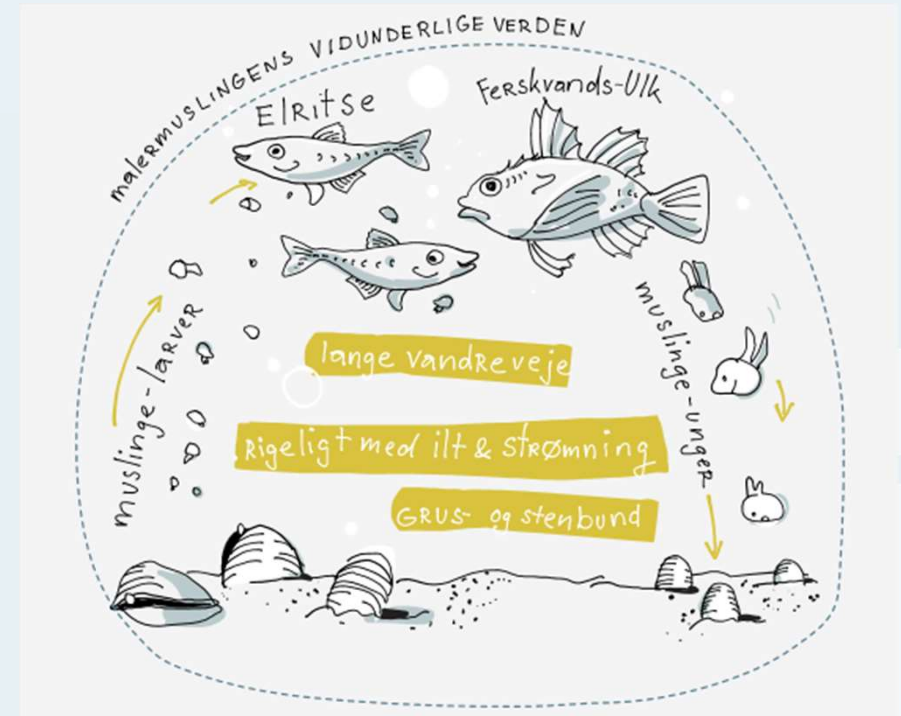 malermuslingens vidunderlige verden
Elritse
Ferskvands-Ulk
muslinge-larver
muslinge-unger
lange vandreveje
Rigeligt med ilt & strømning
GRUS- og stenbund